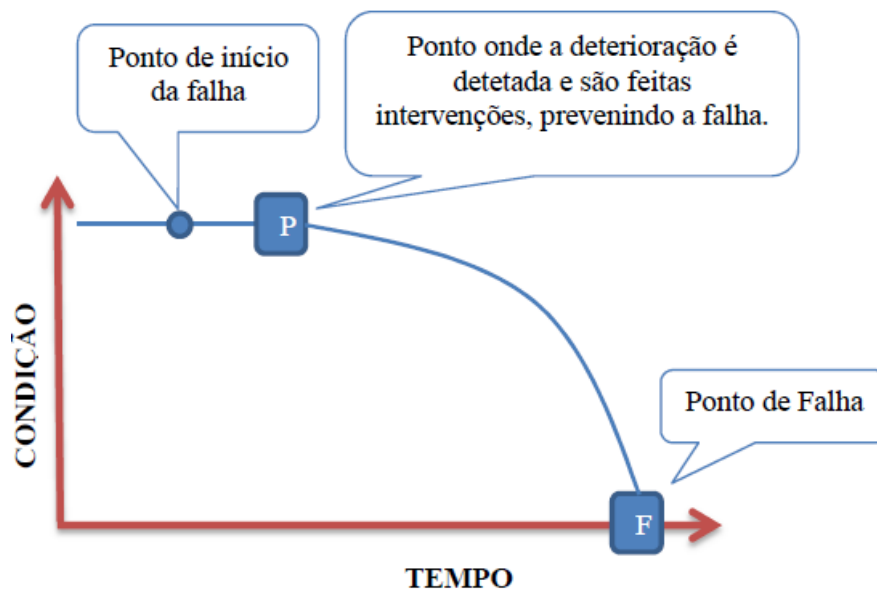 Ponto de início
da falha
Ponto onde a deterioração é
detetada e são feitas
intervenções, prevenindo a falha.
P
CONDIÇÃO
Ponto de Falha
F
TEMPO